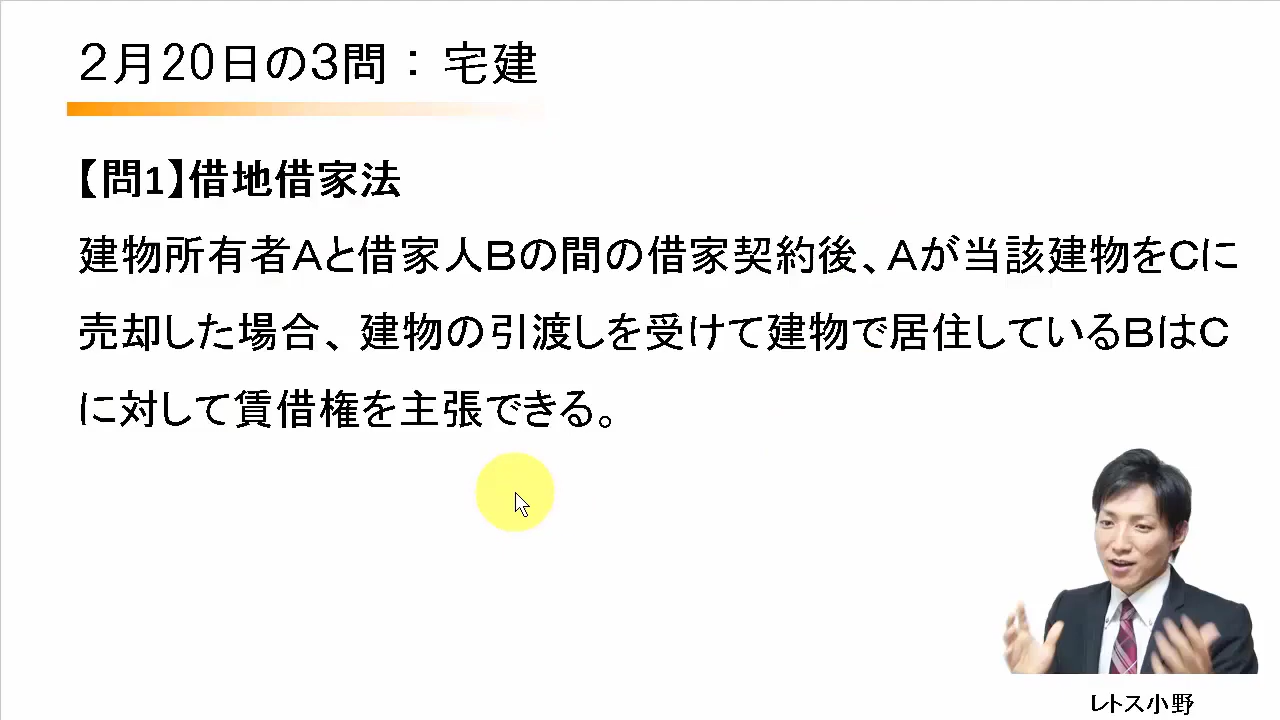 ２月20日の３問：宅建
【問1】借地借家法
建物所有者Ａと借家人Ｂの間の借家契約後、Ａが当該建物をＣに
売却した場合、建物の引渡しを受けて建物で居住しているＢはＣ
に対して賃借権を主張できる。
レトス小野